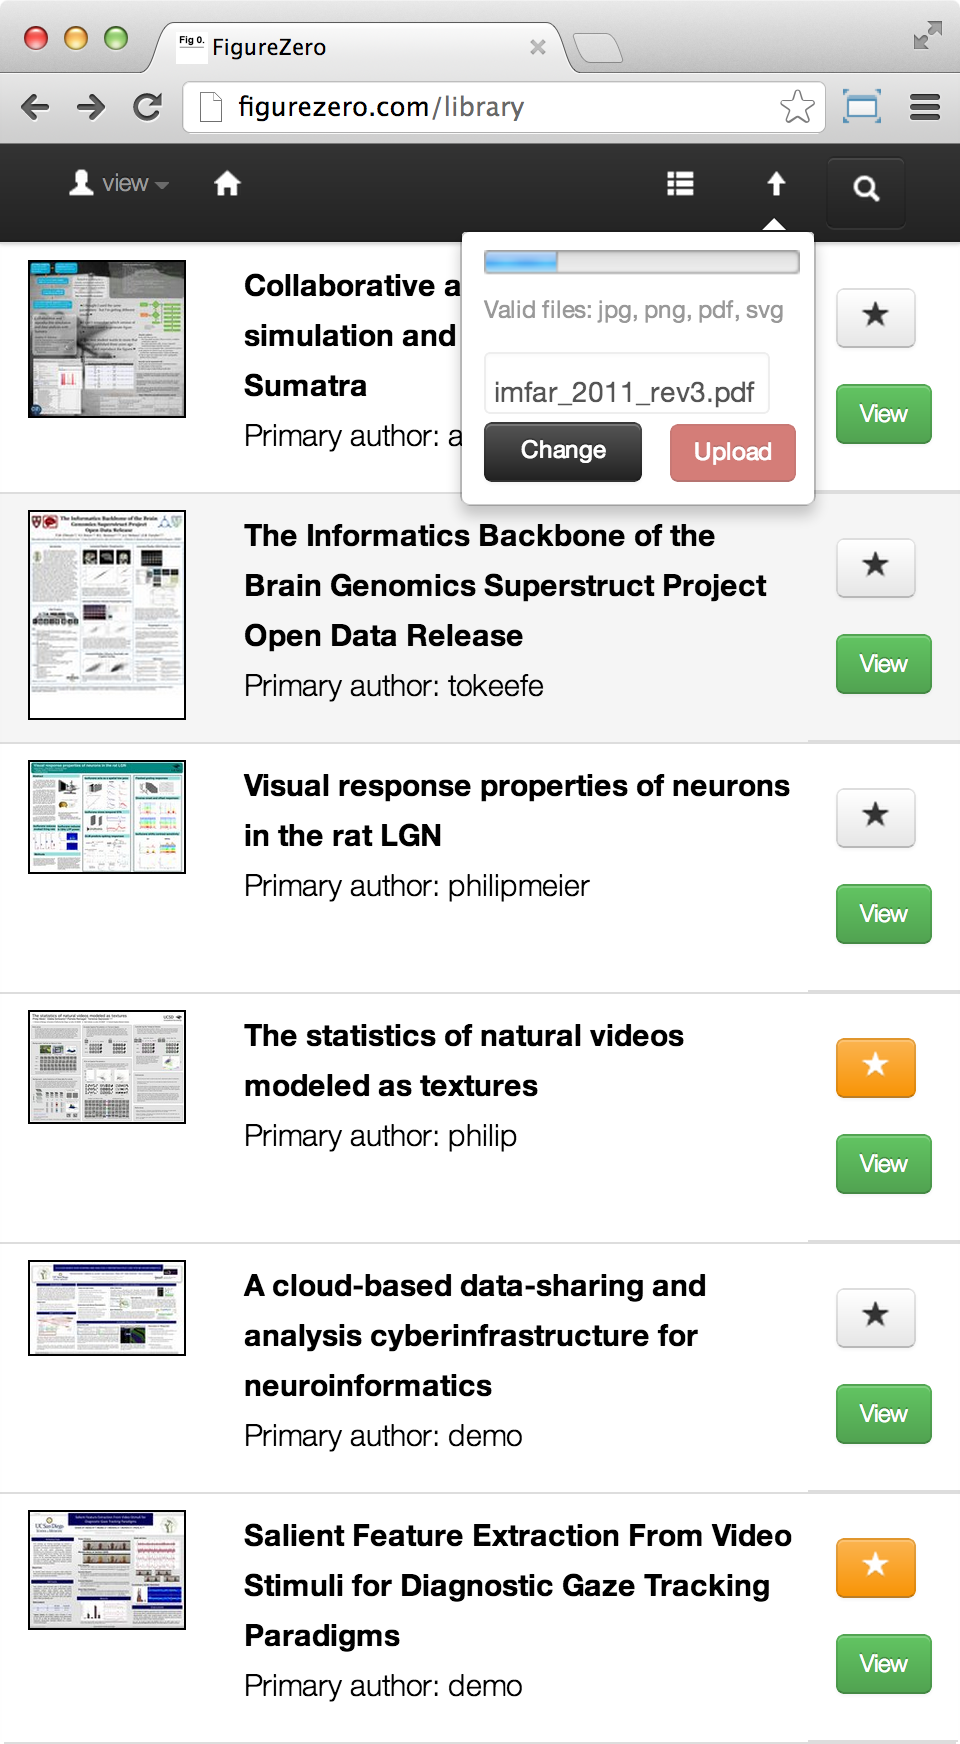 Fig 0. FigureZero
figurezero.com/library
view
Collaborative a
simulation and
Sumatra
Primary author: a
Valid files: jpg, png, pdf, svg
imfar_2011_rev3.pdf
Change Upload
View
The Informatics Backbone of the
Brain Genomics Superstruct Project
Open Data Release
Primary author: tokeefe
View
Visual response properties of neurons
in the rat LGN
Primary author: philipmeier
View
The statistics of natural videos
modeled as textures
Primary author: philip
View
A cloud-based data-sharing and
analysis cyberinfrastructure for
neuroinformatics
Primary author: demo
View
Salient Feature Extraction From Video
Stimuli for Diagnostic Gaze Tracking
Paradigms
Primary author: demo
View